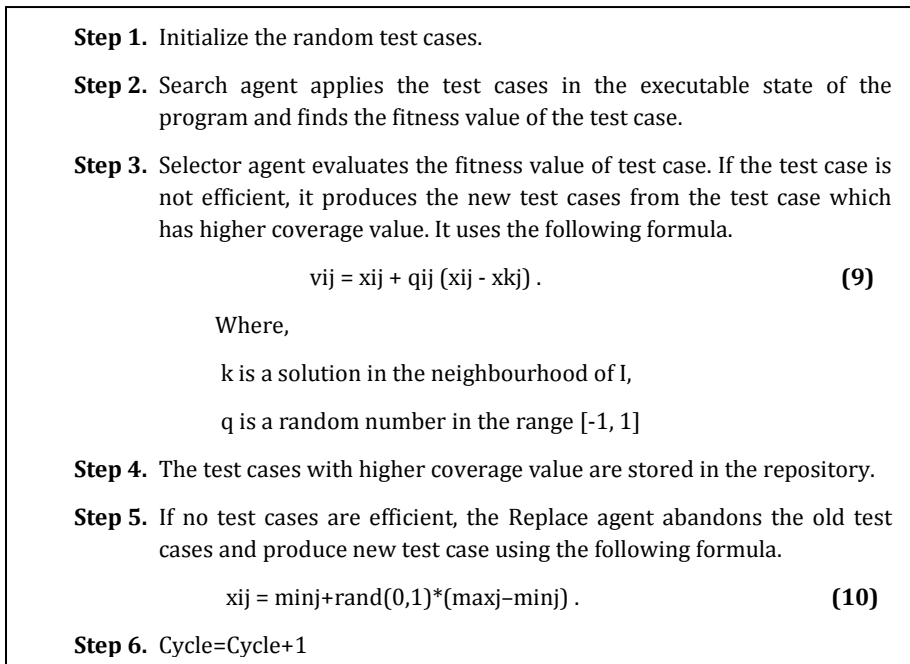 Step 1. Initialize the random test cases.
Step 2. Search agent applies the test cases in the executable state of the
program and finds the fitness value of the test case.
Step 3. Selector agent evaluates the fitness value of test case. If the test case is
not efficient, it produces the new test cases from the test case which
has higher coverage value. It uses the following formula.
vij = xij + qij (xij - xkj) . (9)
Where,
k is a solution in the neighbourhood of I,
q is a random number in the range [-1, 1]
Step 4. The test cases with higher coverage value are stored in the repository.
Step 5. If no test cases are efficient, the Replace agent abandons the old test
cases and produce new test case using the following formula.
xij = minj+rand(0,1)*(maxj–minj) . (10)
Step 6. Cycle=Cycle+1